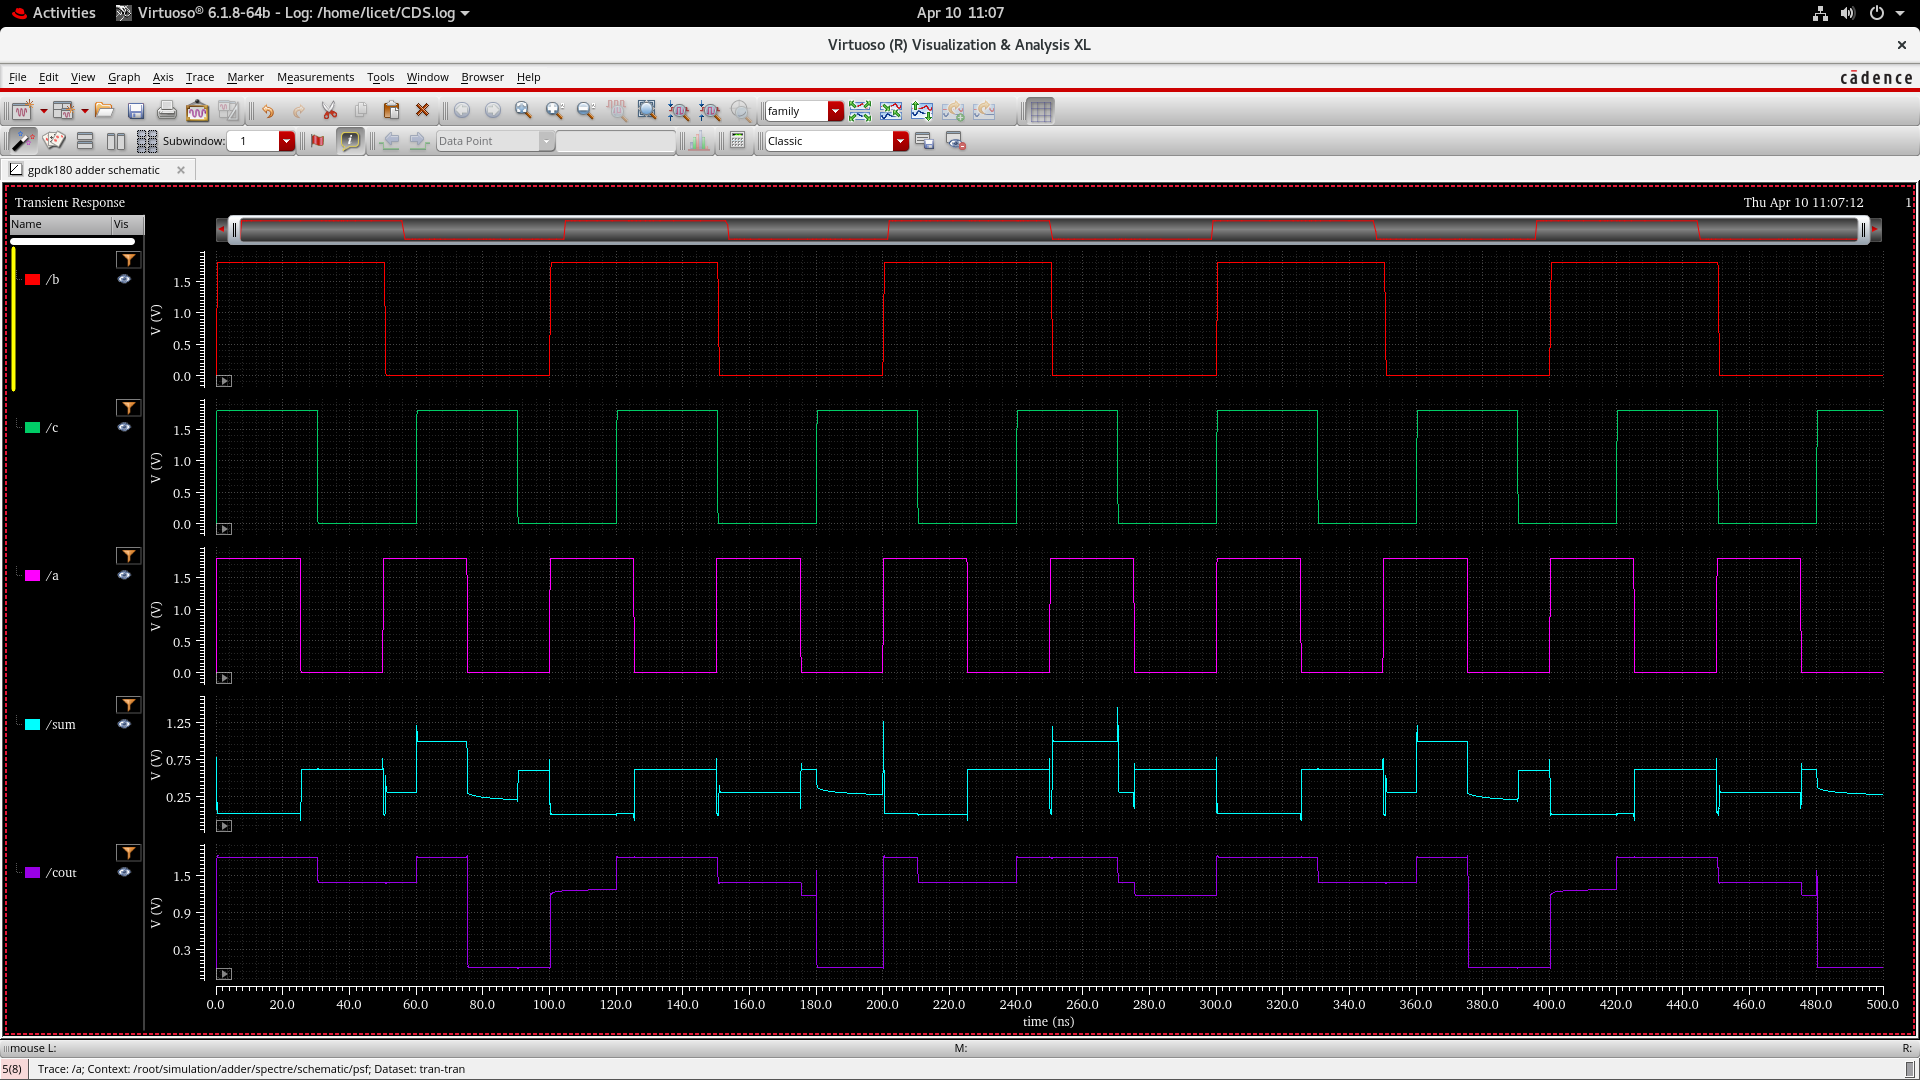 Activities Virtuoso® 6.1.8-64b - Log: /home/licet/CDS.log Apr 10 11:07
Virtuoso (R) Visualization & Analysis XL ×
File Edit View Graph Axis Trace Marker Measurements Tools Window Browser Help cādence
family
Subwindow: 1 Data Point Classic
gpdk180 adder schematic
Transient Response Thu Apr 10 11:07:12 1
Name Vis
/b
V (V)
1.5
1.0
0.5
0.0
/c
V (V)
1.5
1.0
0.5
0.0
/a
V (V)
1.5
1.0
0.5
0.0
/sum
V (V)
1.25
0.75
0.25
/cout
V (V)
1.5
0.9
0.3
0.0 20.0 40.0 60.0 80.0 100.0 120.0 140.0 160.0 180.0 200.0 220.0 240.0 260.0 280.0 300.0 320.0 340.0 360.0 380.0 400.0 420.0 440.0 460.0 480.0 500.0
time (ns)
mouse L: M: R:
5(8) Trace: /a; Context: /root/simulation/adder/spectre/schematic/psf; Dataset: tran-tran